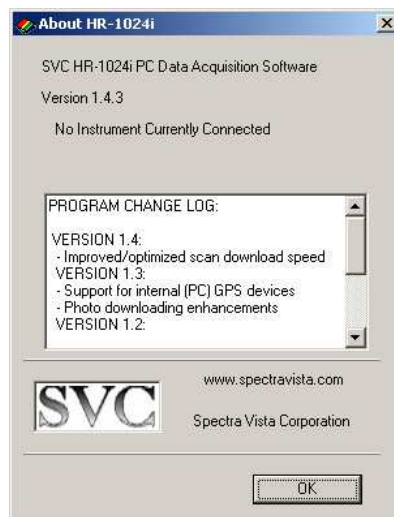 About HR-1024i
SVC HR-1024i PC Data Acquisition Software
Version 1.4.3
No Instrument Currently Connected
PROGRAM CHANGE LOG:
VERSION 1.4:
- Improved/optimized scan download speed
VERSION 1.3:
- Support for internal (PC) GPS devices
- Photo downloading enhancements
VERSION 1.2:
SVC
www.spectravista.com
Spectra Vista Corporation
OK